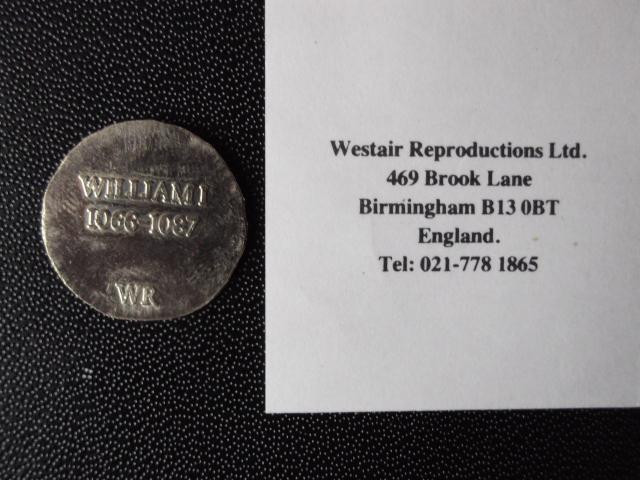 WILLIAM I
1066-1087
WR
Westair Reproductions Ltd.
469 Brook Lane
Birmingham B13 0BT
England.
Tel: 021-778 1865